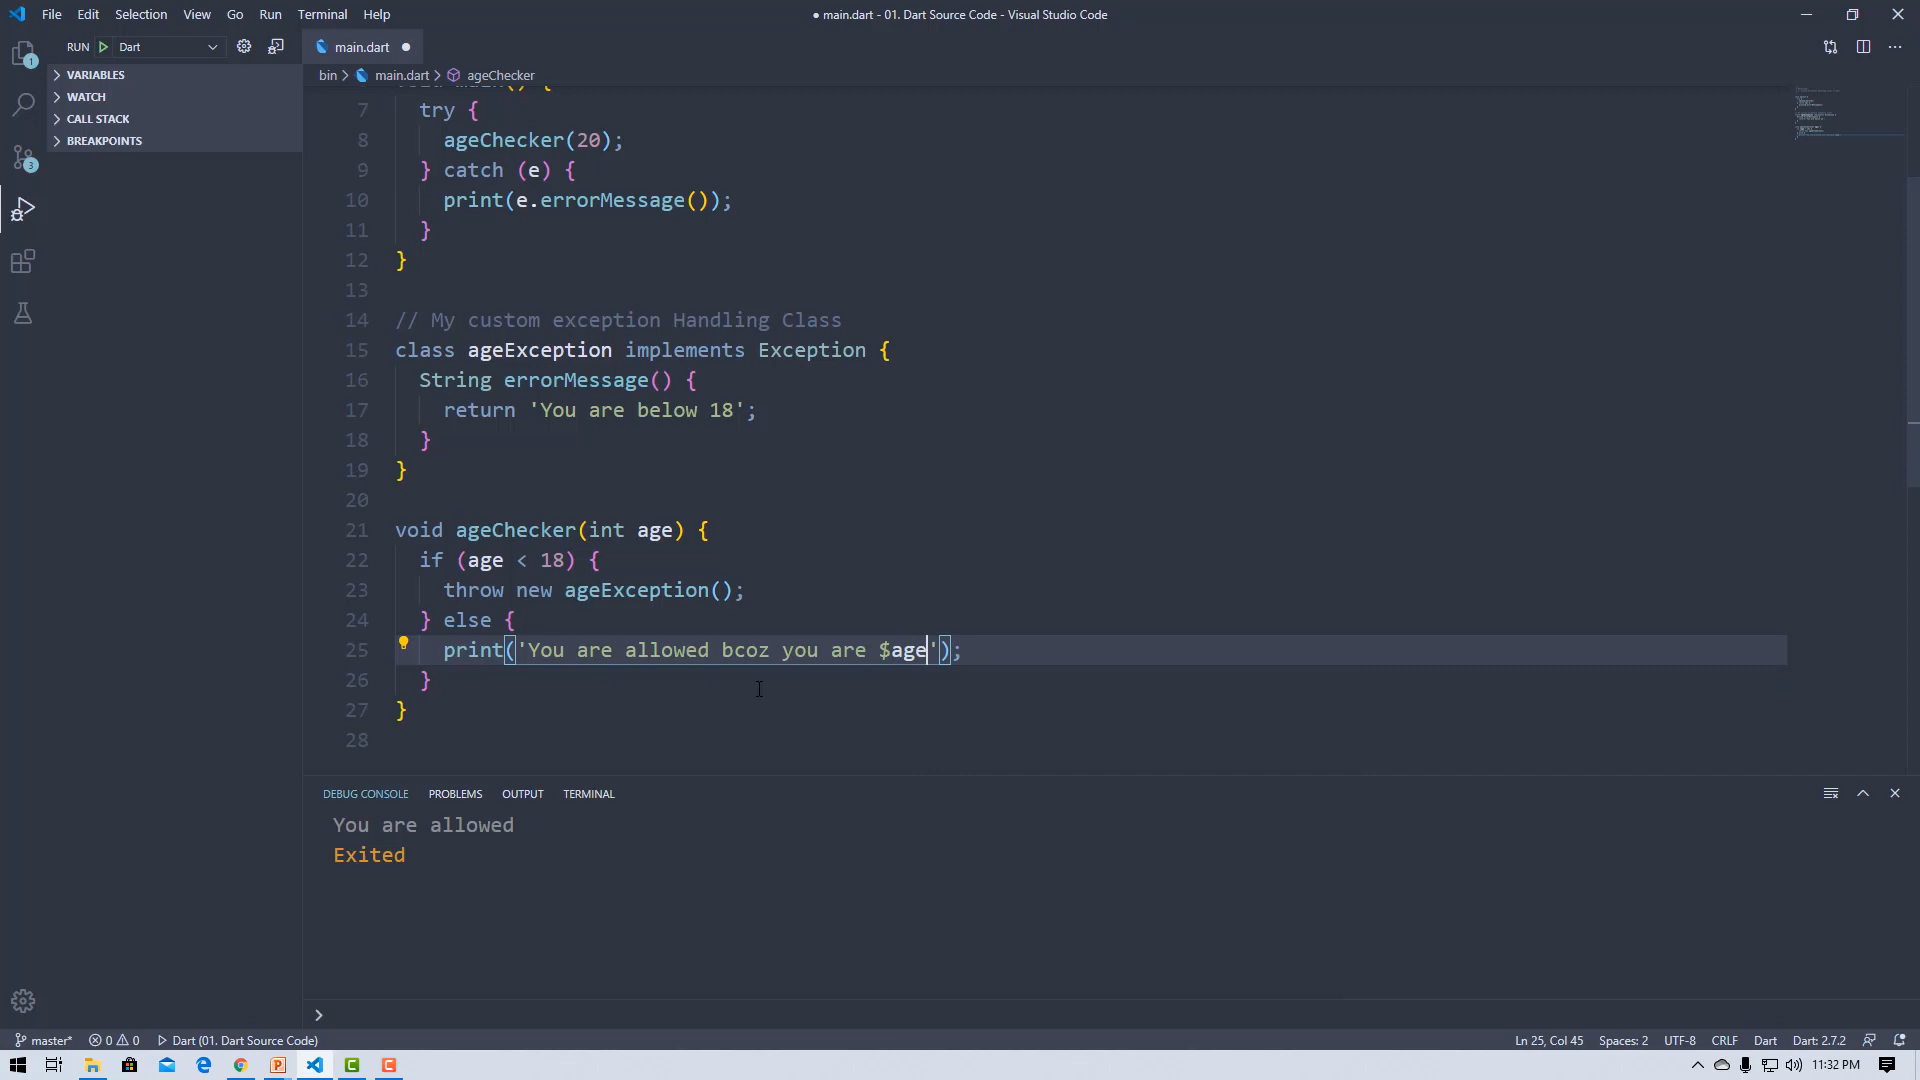 File Edit Selection View Go Run Terminal Help
● main.dart - 01. Dart Source Code - Visual Studio Code
RUN Dart
main.dart
bin > main.dart > ageChecker
VARIABLES
WATCH
CALL STACK
BREAKPOINTS
1
3
7 try {
8 ageChecker(20);
9 } catch (e) {
10 print(e.errorMessage());
11 }
12 }
13
14 // My custom exception Handling Class
15 class ageException implements Exception {
16 String errorMessage() {
17 return 'You are below 18';
18 }
19 }
20
21 void ageChecker(int age) {
22 if (age < 18) {
23 throw new ageException();
24 } else {
25 print('You are allowed bcoz you are $age');
26 }
27 }
28
DEBUG CONSOLE PROBLEMS OUTPUT TERMINAL
You are allowed
Exited
master* 0 0 Dart (01. Dart Source Code)
Ln 25, Col 45 Spaces: 2 UTF-8 CRLF Dart Dart: 2.7.2
11:32 PM